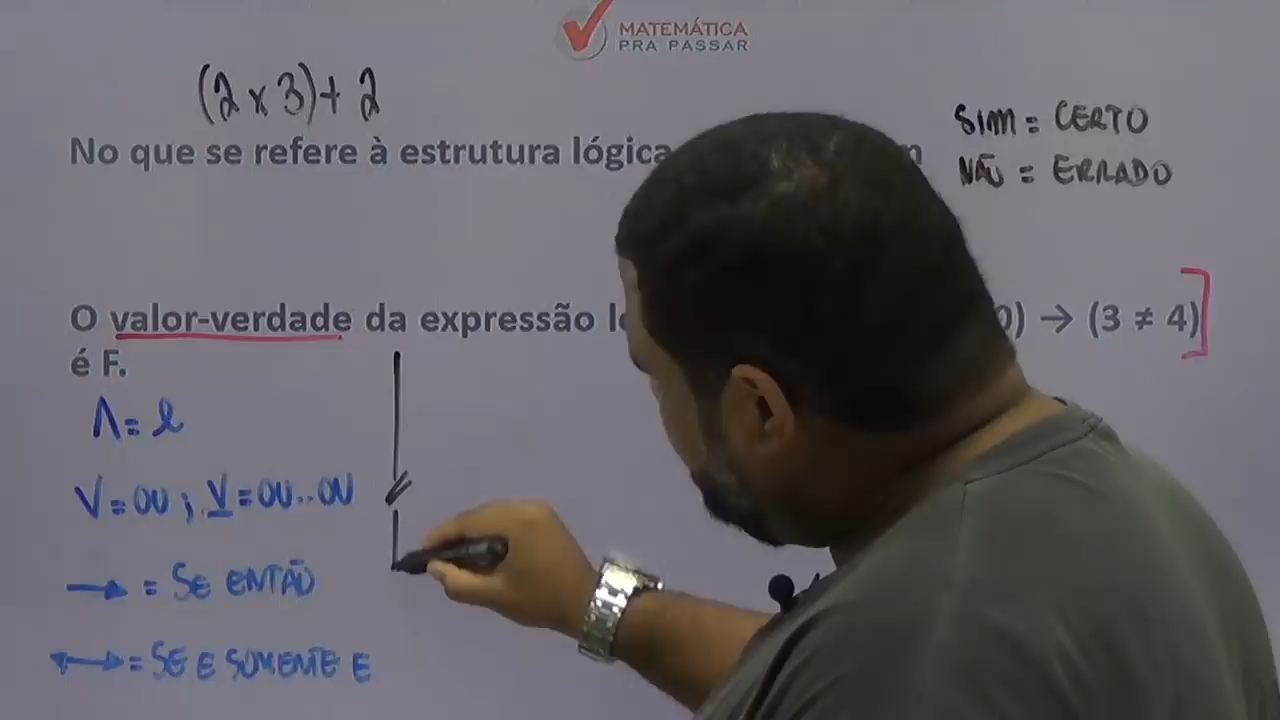 MATEMÁTICA
PRA PASSAR
(2 x 3) + 2
SIM = CERTO
NÃO = ERRADO
No que se refere à estrutura lógica
O valor-verdade da expressão 0) → (3 ≠ 4)]
é F.
Λ = e
V = OU ; V = OU..OU
→ = SE ENTÃO
↔ = SE E SOMENTE E